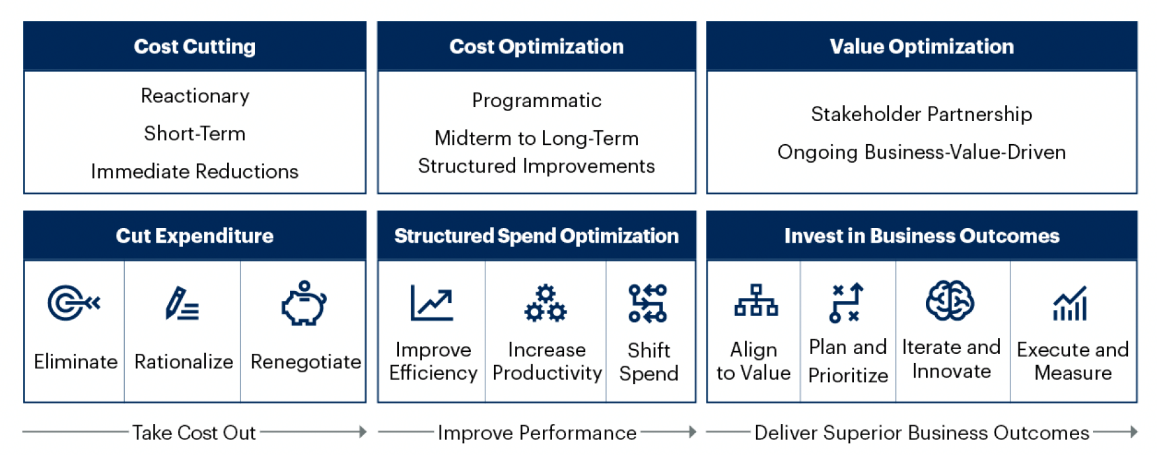 Cost Cutting
Reactionary
Short-Term
Immediate Reductions
Cost Optimization
Programmatic
Midterm to Long-Term
Structured Improvements
Value Optimization
Stakeholder Partnership
Ongoing Business-Value-Driven
Cut Expenditure
Eliminate
Rationalize
Renegotiate
Structured Spend Optimization
Improve
Efficiency
Increase
Productivity
Shift
Spend
Invest in Business Outcomes
Align
to Value
Plan and
Prioritize
Iterate and
Innovate
Execute and
Measure
Take Cost Out
Improve Performance
Deliver Superior Business Outcomes